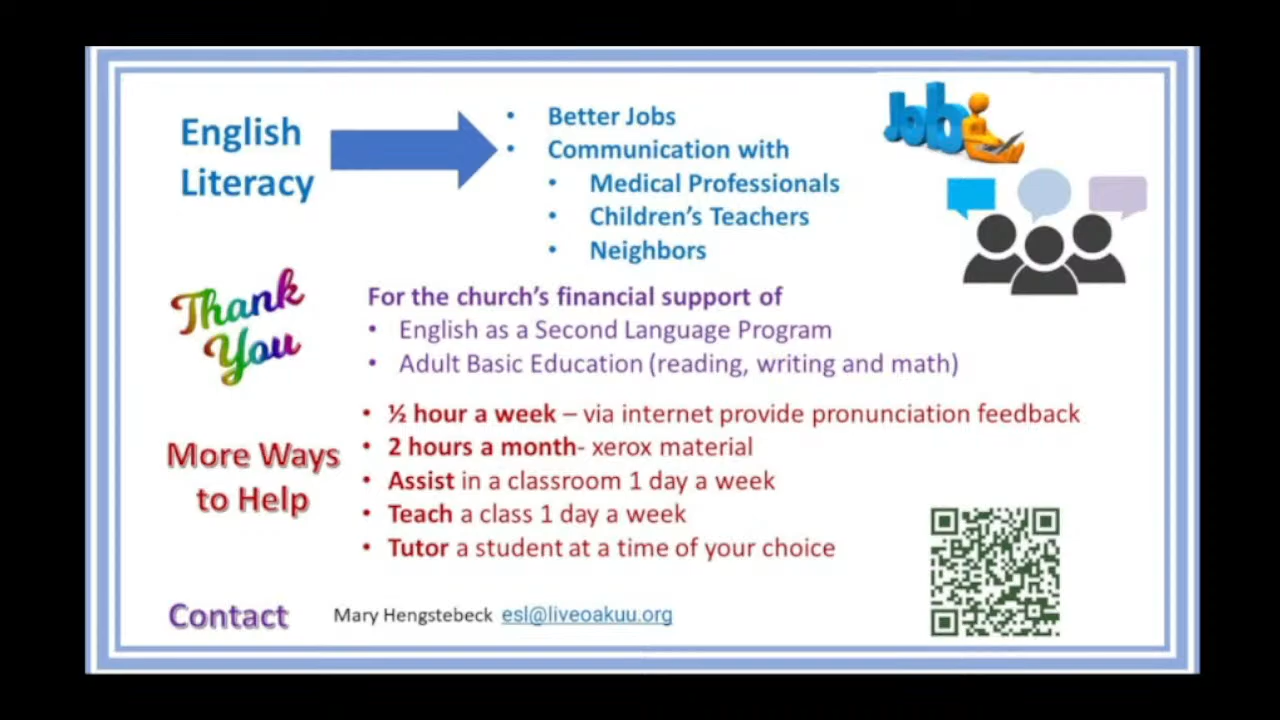 English
Literacy
• Better Jobs
• Communication with
• Medical Professionals
• Children's Teachers
• Neighbors
Job
Thank
You
For the church's financial support of
• English as a Second Language Program
• Adult Basic Education (reading, writing and math)
More Ways
to Help
• ½ hour a week – via internet provide pronunciation feedback
• 2 hours a month- xerox material
• Assist in a classroom 1 day a week
• Teach a class 1 day a week
• Tutor a student at a time of your choice
Contact
Mary Hengstebeck esl@liveoakuu.org